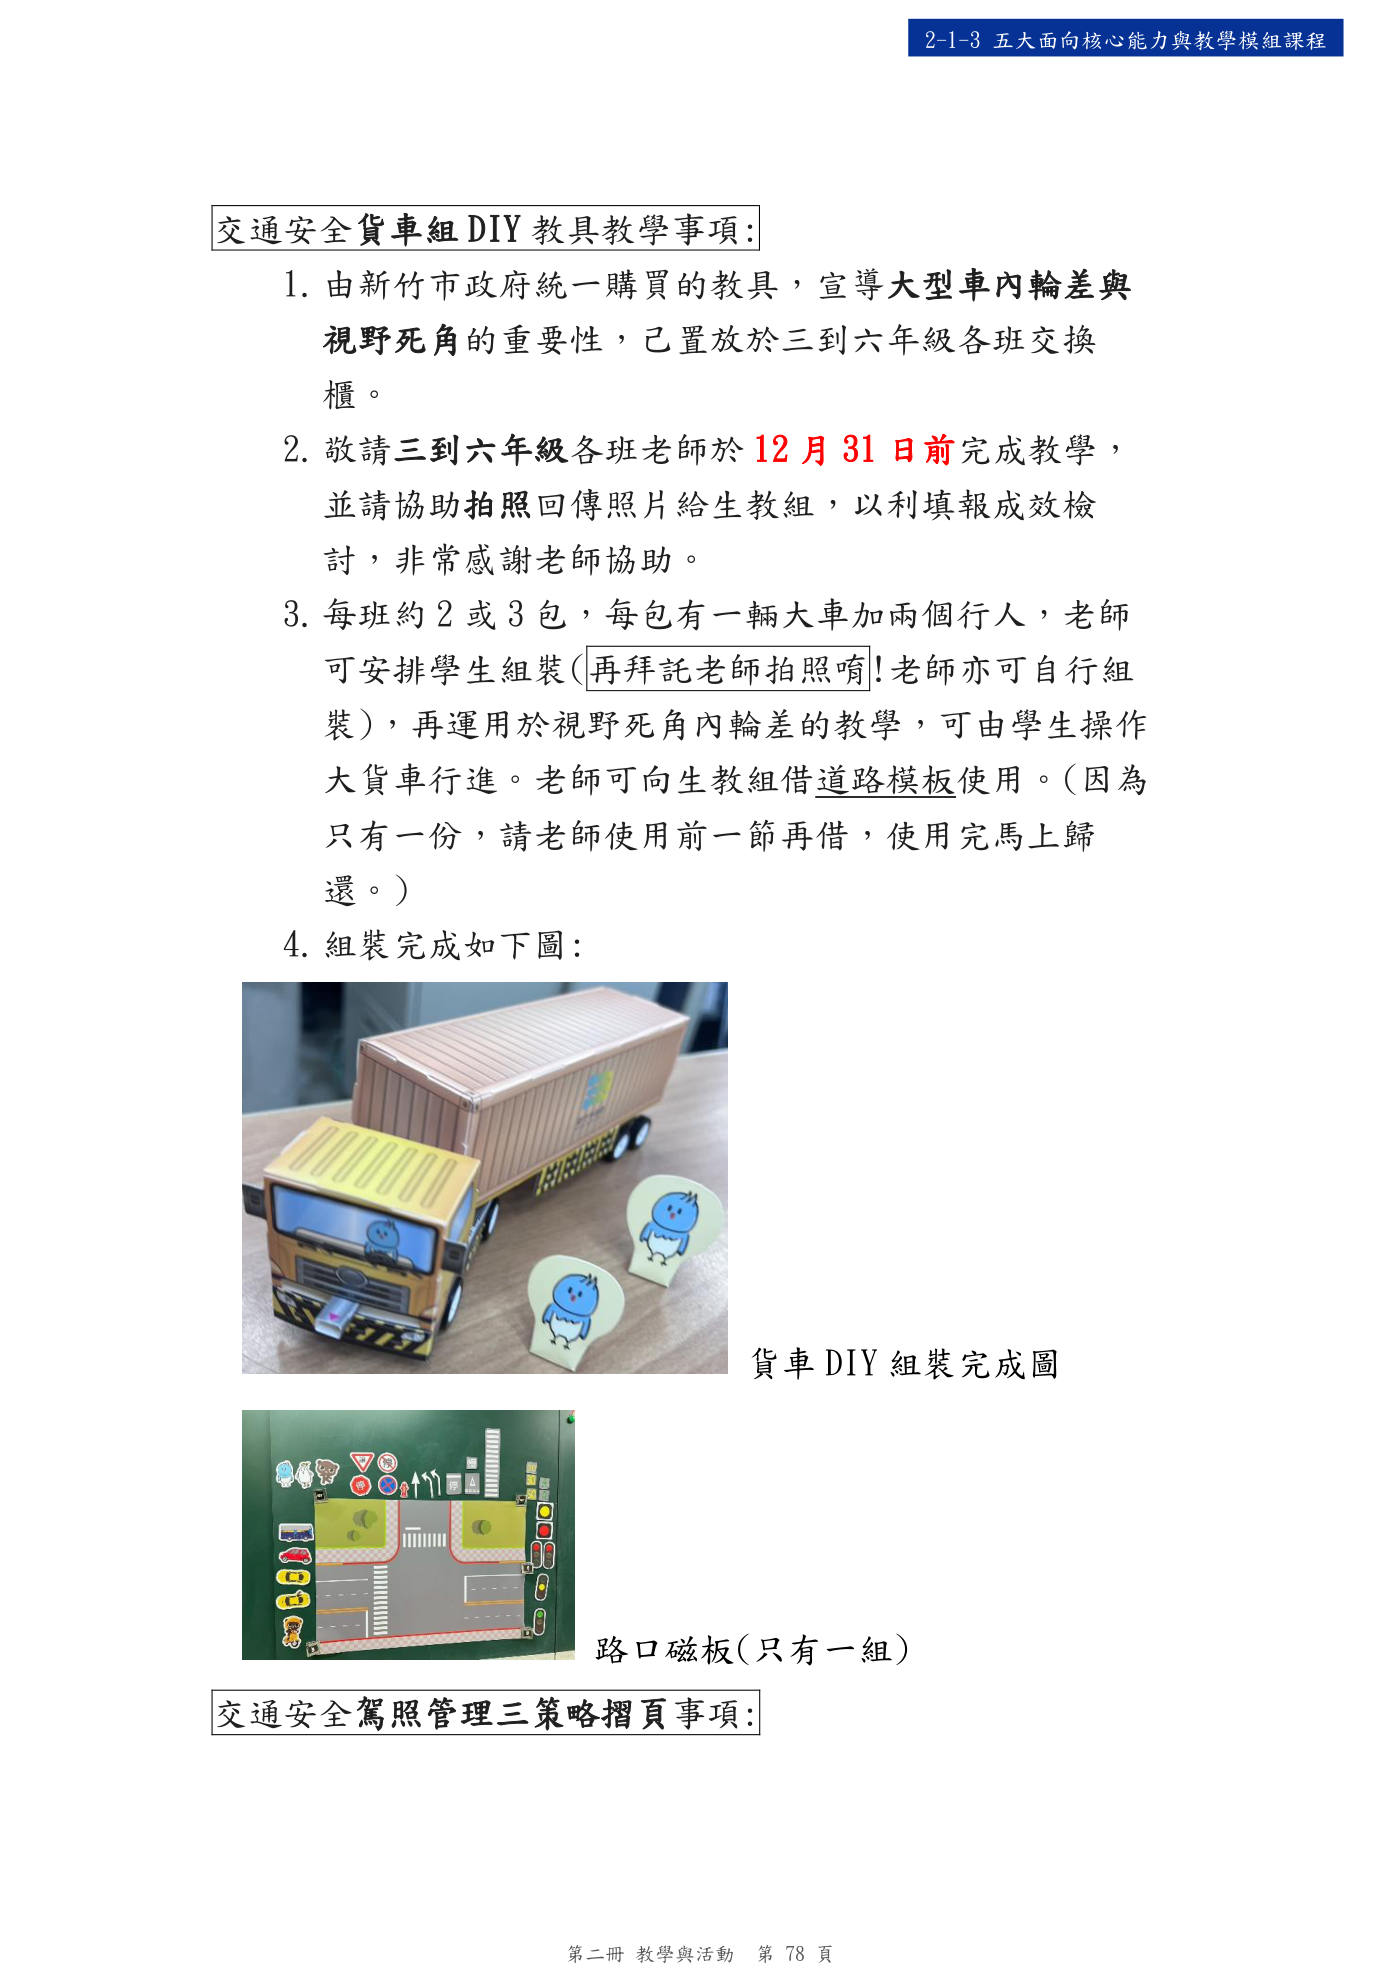 2-1-3 五大面向核心能力與教學模組課程
交通安全貨車組 DIY 教具教學事項:
1. 由新竹市政府統一購買的教具，宣導大型車內輪差與
視野死角的重要性，己置放於三到六年級各班交換
櫃。
2. 敬請三到六年級各班老師於 12 月 31 日前完成教學，
並請協助拍照回傳照片給生教組，以利填報成效檢
討，非常感謝老師協助。
3. 每班約 2 或 3 包，每包有一輛大車加兩個行人，老師
可安排學生組裝(再拜託老師拍照唷!老師亦可自行組
裝)，再運用於視野死角內輪差的教學，可由學生操作
大貨車行進。老師可向生教組借道路模板使用。(因為
只有一份，請老師使用前一節再借，使用完馬上歸
還。)
4. 組裝完成如下圖:
貨車 DIY 組裝完成圖
停
路口磁板(只有一組)
交通安全駕照管理三策略摺頁事項:
第二冊 教學與活動 第 78 頁